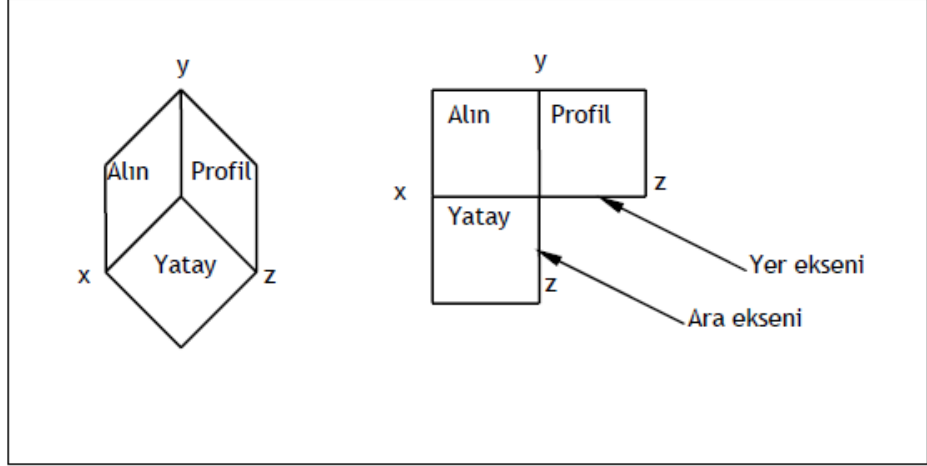 y
Alın
Profil
x
Yatay
z
y
Alın
Profil
x
z
Yatay
z
Yer ekseni
Ara ekseni